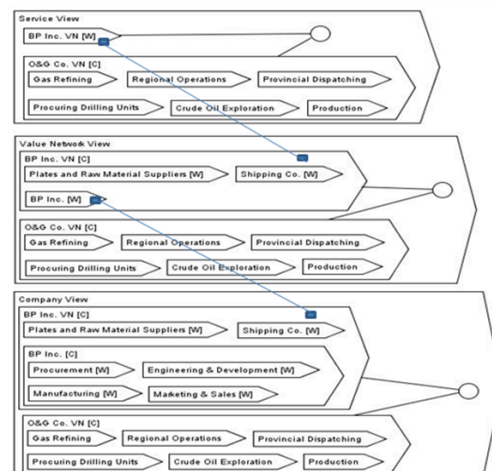 Service View
BP Inc. VN [W]
O&G Co. VN [C]
Gas Refining Regional Operations Provincial Dispatching
Procuring Drilling Units Crude Oil Exploration Production
Value Network View
BP Inc. VN [C]
Plates and Raw Material Suppliers [W] Shipping Co. [W]
BP Inc. [W]
O&G Co. VN [C]
Gas Refining Regional Operations Provincial Dispatching
Procuring Drilling Units Crude Oil Exploration Production
Company View
BP Inc. VN [C]
Plates and Raw Material Suppliers [W] Shipping Co. [W]
BP Inc. [C]
Procurement [W] Engineering & Development [W]
Manufacturing [W] Marketing & Sales [W]
O&G Co. VN [C]
Gas Refining Regional Operations Provincial Dispatching
Procuring Drilling Units Crude Oil Exploration Production